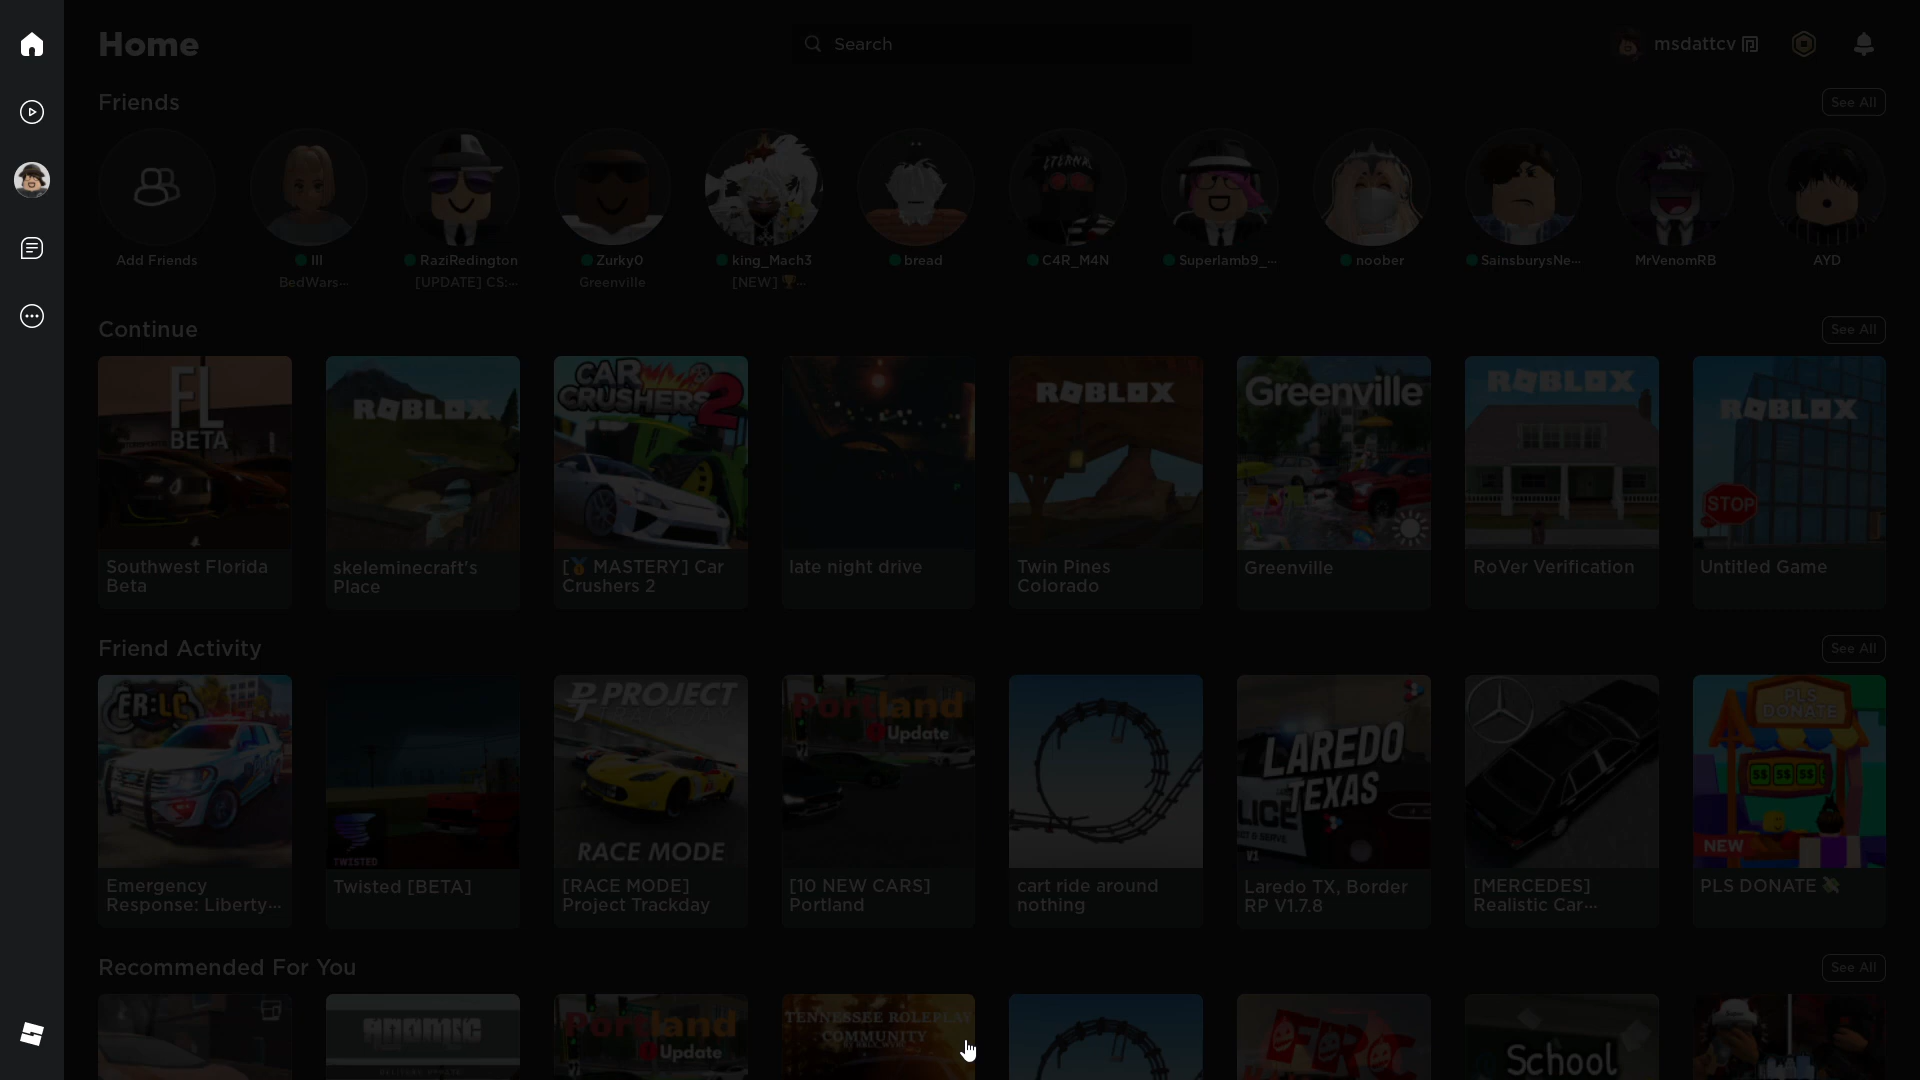 Home
Search
msdattcv
Friends
See All
Add Friends
III
RaziRedington
Zurky0
king_Mach3
bread
C4R_M4N
Superlamb9_...
noober
SainsburysNe...
MrVenomRB
AYD
BedWars...
[UPDATE] CS:...
Greenville
[NEW] 🏆...
ETERNA
Continue
See All
FL
BETA
ROBLOX
CAR
CRUSHERS 2
ROBLOX
Greenville
ROBLOX
ROBLOX
STOP
Southwest Florida
Beta
skeleminecraft's
Place
[🏅 MASTERY] Car
Crushers 2
late night drive
Twin Pines
Colorado
Greenville
RoVer Verification
Untitled Game
Friend Activity
See All
ER:LC
TWISTED
PROJECT
RACE MODE
Portland
Update
LAREDO
TEXAS
V1
PLS
DONATE
$$ $$ $$
NEW
Emergency
Response: Liberty...
Twisted [BETA]
[RACE MODE]
Project Trackday
[10 NEW CARS]
Portland
cart ride around
nothing
Laredo TX, Border
RP V1.7.8
[MERCEDES]
Realistic Car...
PLS DONATE 💸
Recommended For You
See All
Portland
Update
TENNESSEE ROLEPLAY
COMMUNITY
School